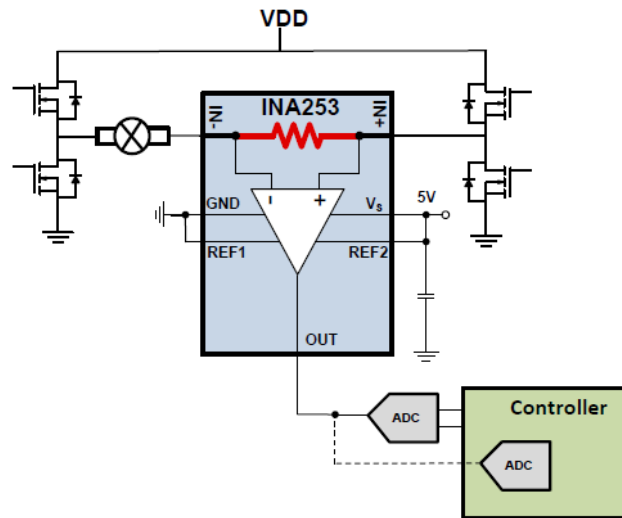 VDD
INA253
IN-
IN+
-
+
GND
Vs
5V
REF1
REF2
OUT
ADC
Controller
ADC